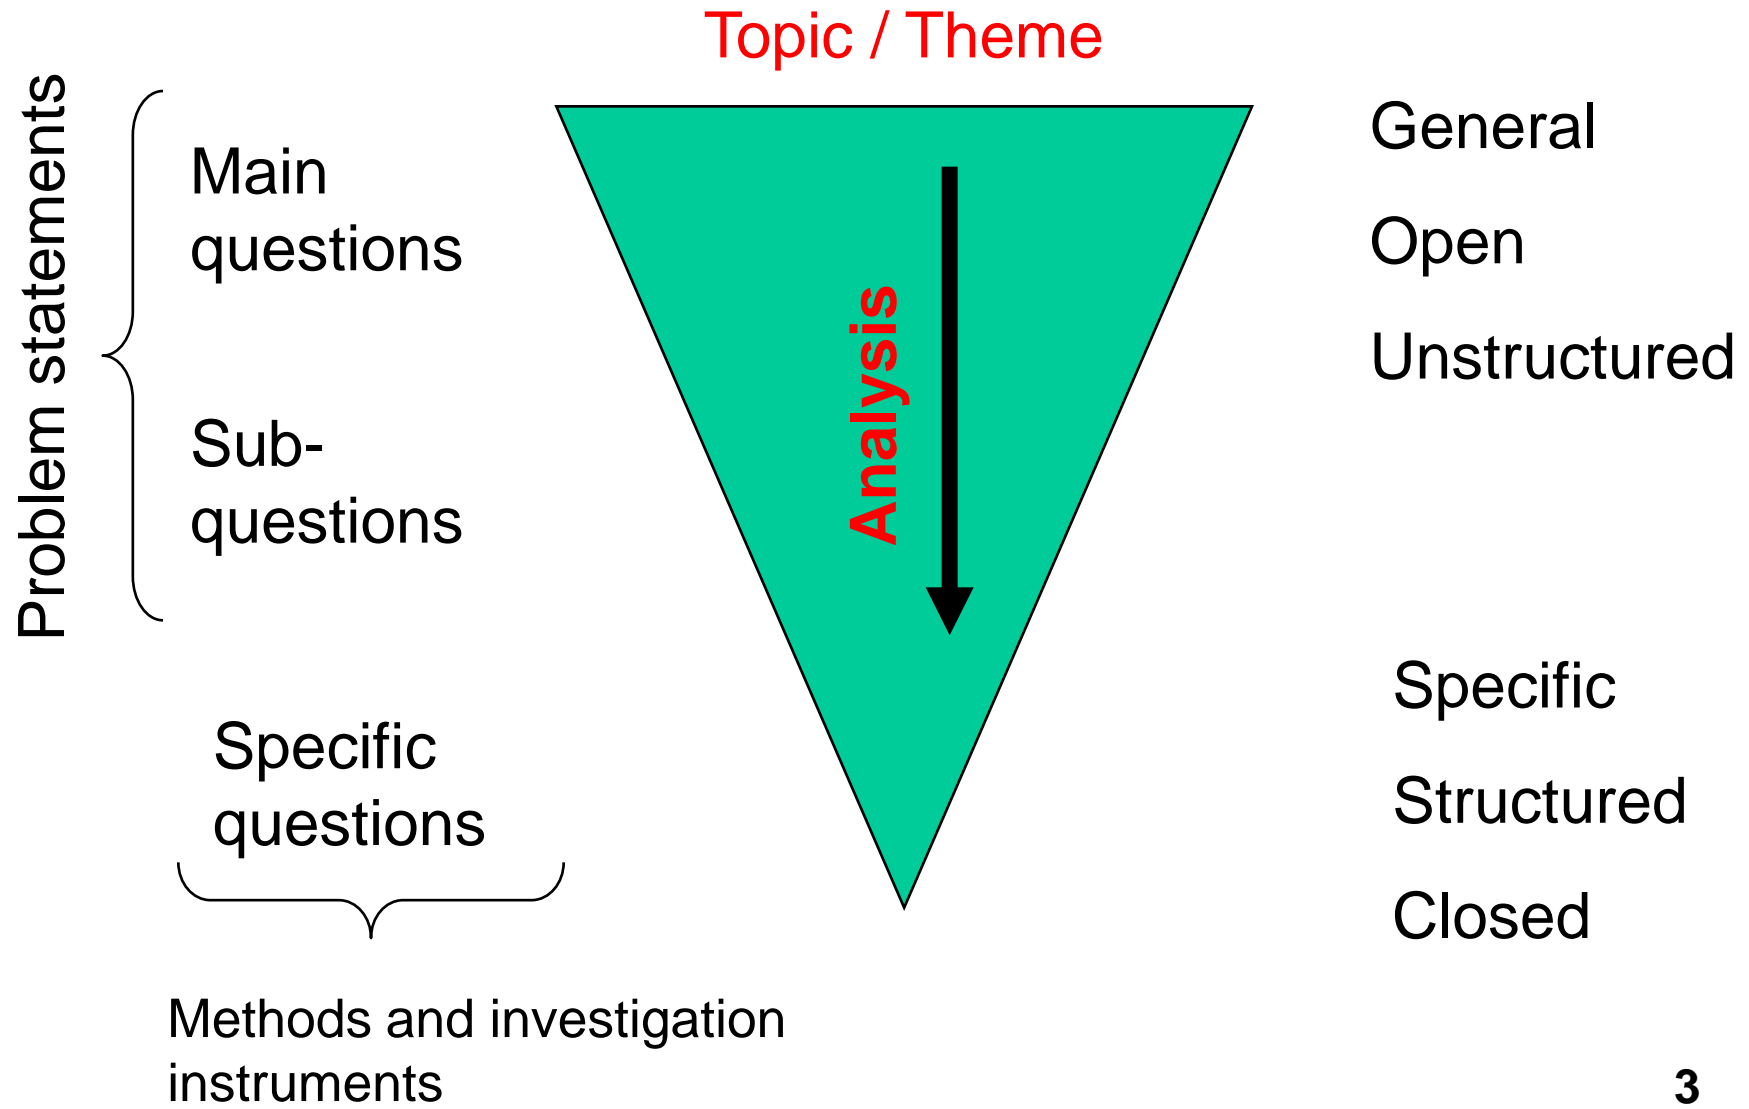 Topic / Theme
Problem statements
Main
questions
Sub-
questions
Specific
questions
Methods and investigation
instruments
Analysis
General
Open
Unstructured
Specific
Structured
Closed
3